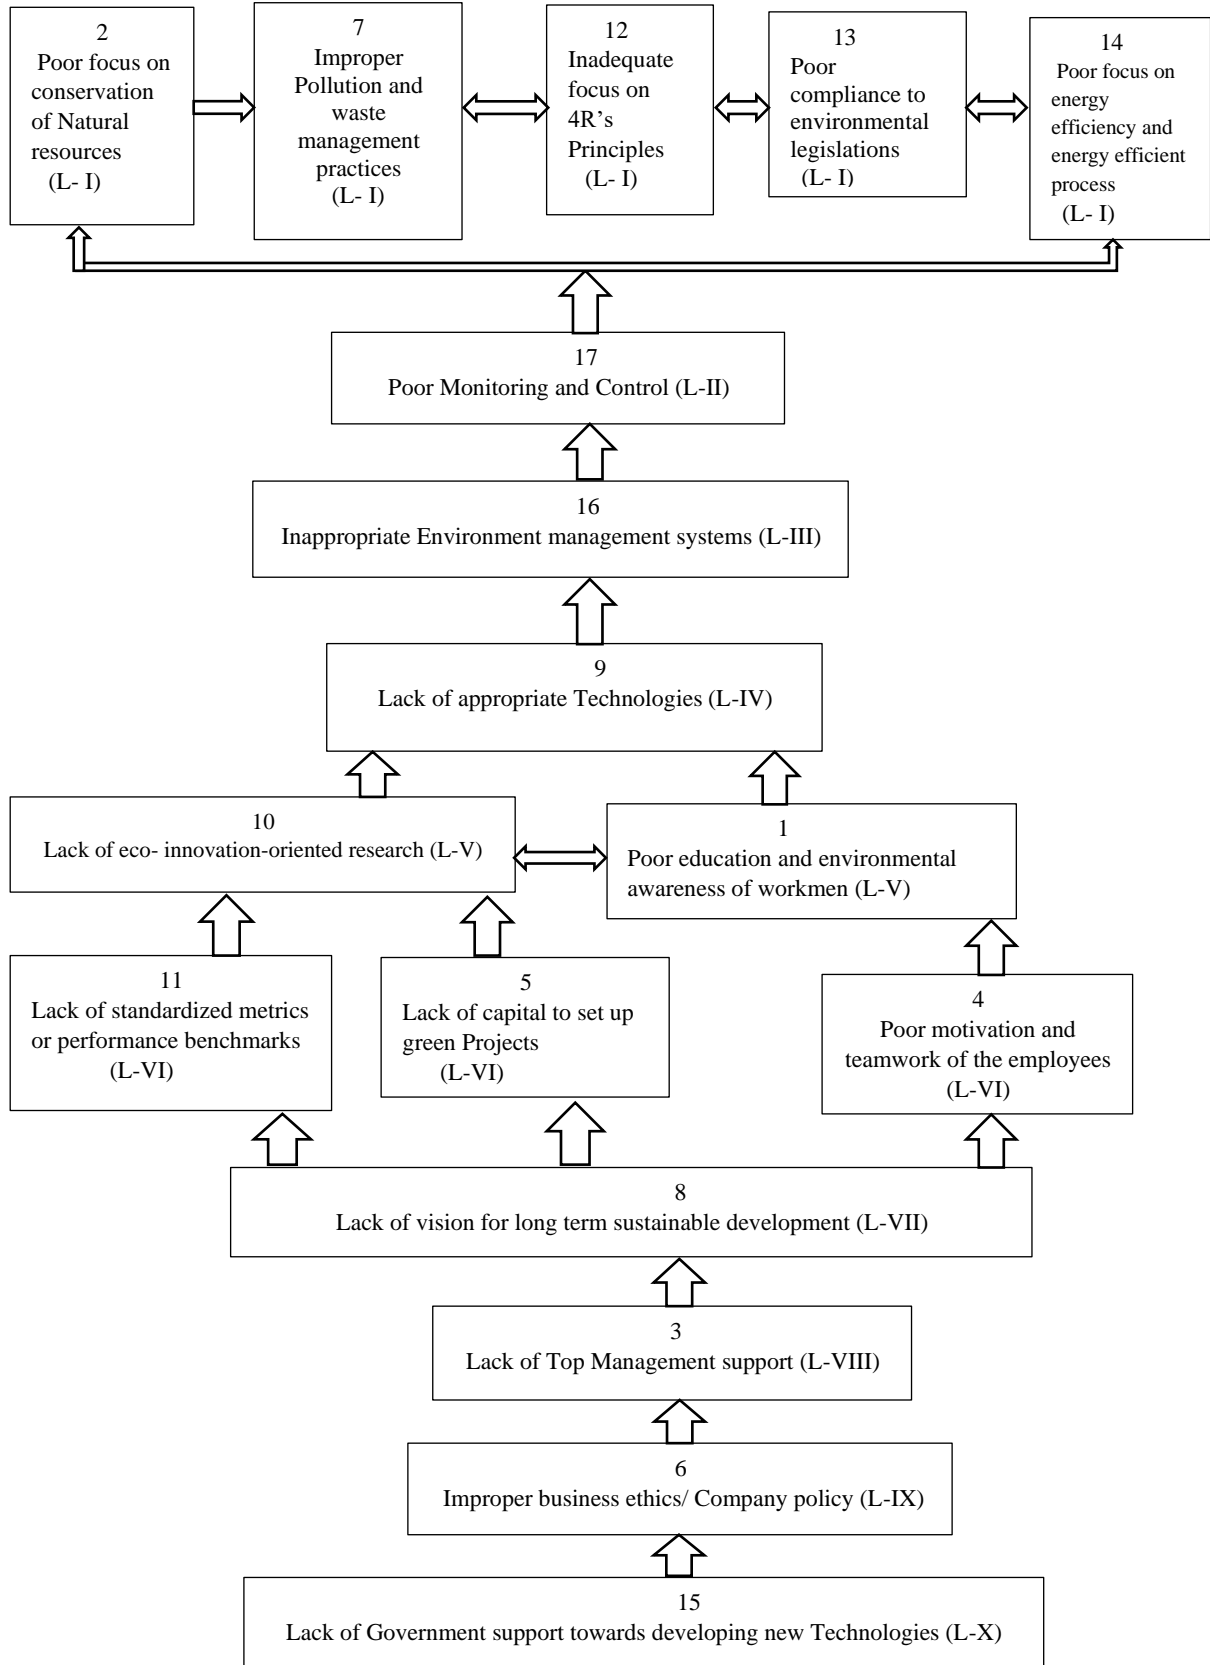 2
Poor focus on
conservation
of Natural
resources
(L- I)
7
Improper
Pollution and
waste
management
practices
(L- I)
12
Inadequate
focus on
4R’s
Principles
(L- I)
13
Poor
compliance to
environmental
legislations
(L- I)
14
Poor focus on
energy
efficiency and
energy efficient
process
(L- I)
17
Poor Monitoring and Control (L-II)
16
Inappropriate Environment management systems (L-III)
9
Lack of appropriate Technologies (L-IV)
10
Lack of eco- innovation-oriented research (L-V)
1
Poor education and environmental
awareness of workmen (L-V)
11
Lack of standardized metrics
or performance benchmarks
(L-VI)
5
Lack of capital to set up
green Projects
(L-VI)
4
Poor motivation and
teamwork of the employees
(L-VI)
8
Lack of vision for long term sustainable development (L-VII)
3
Lack of Top Management support (L-VIII)
6
Improper business ethics/ Company policy (L-IX)
15
Lack of Government support towards developing new Technologies (L-X)